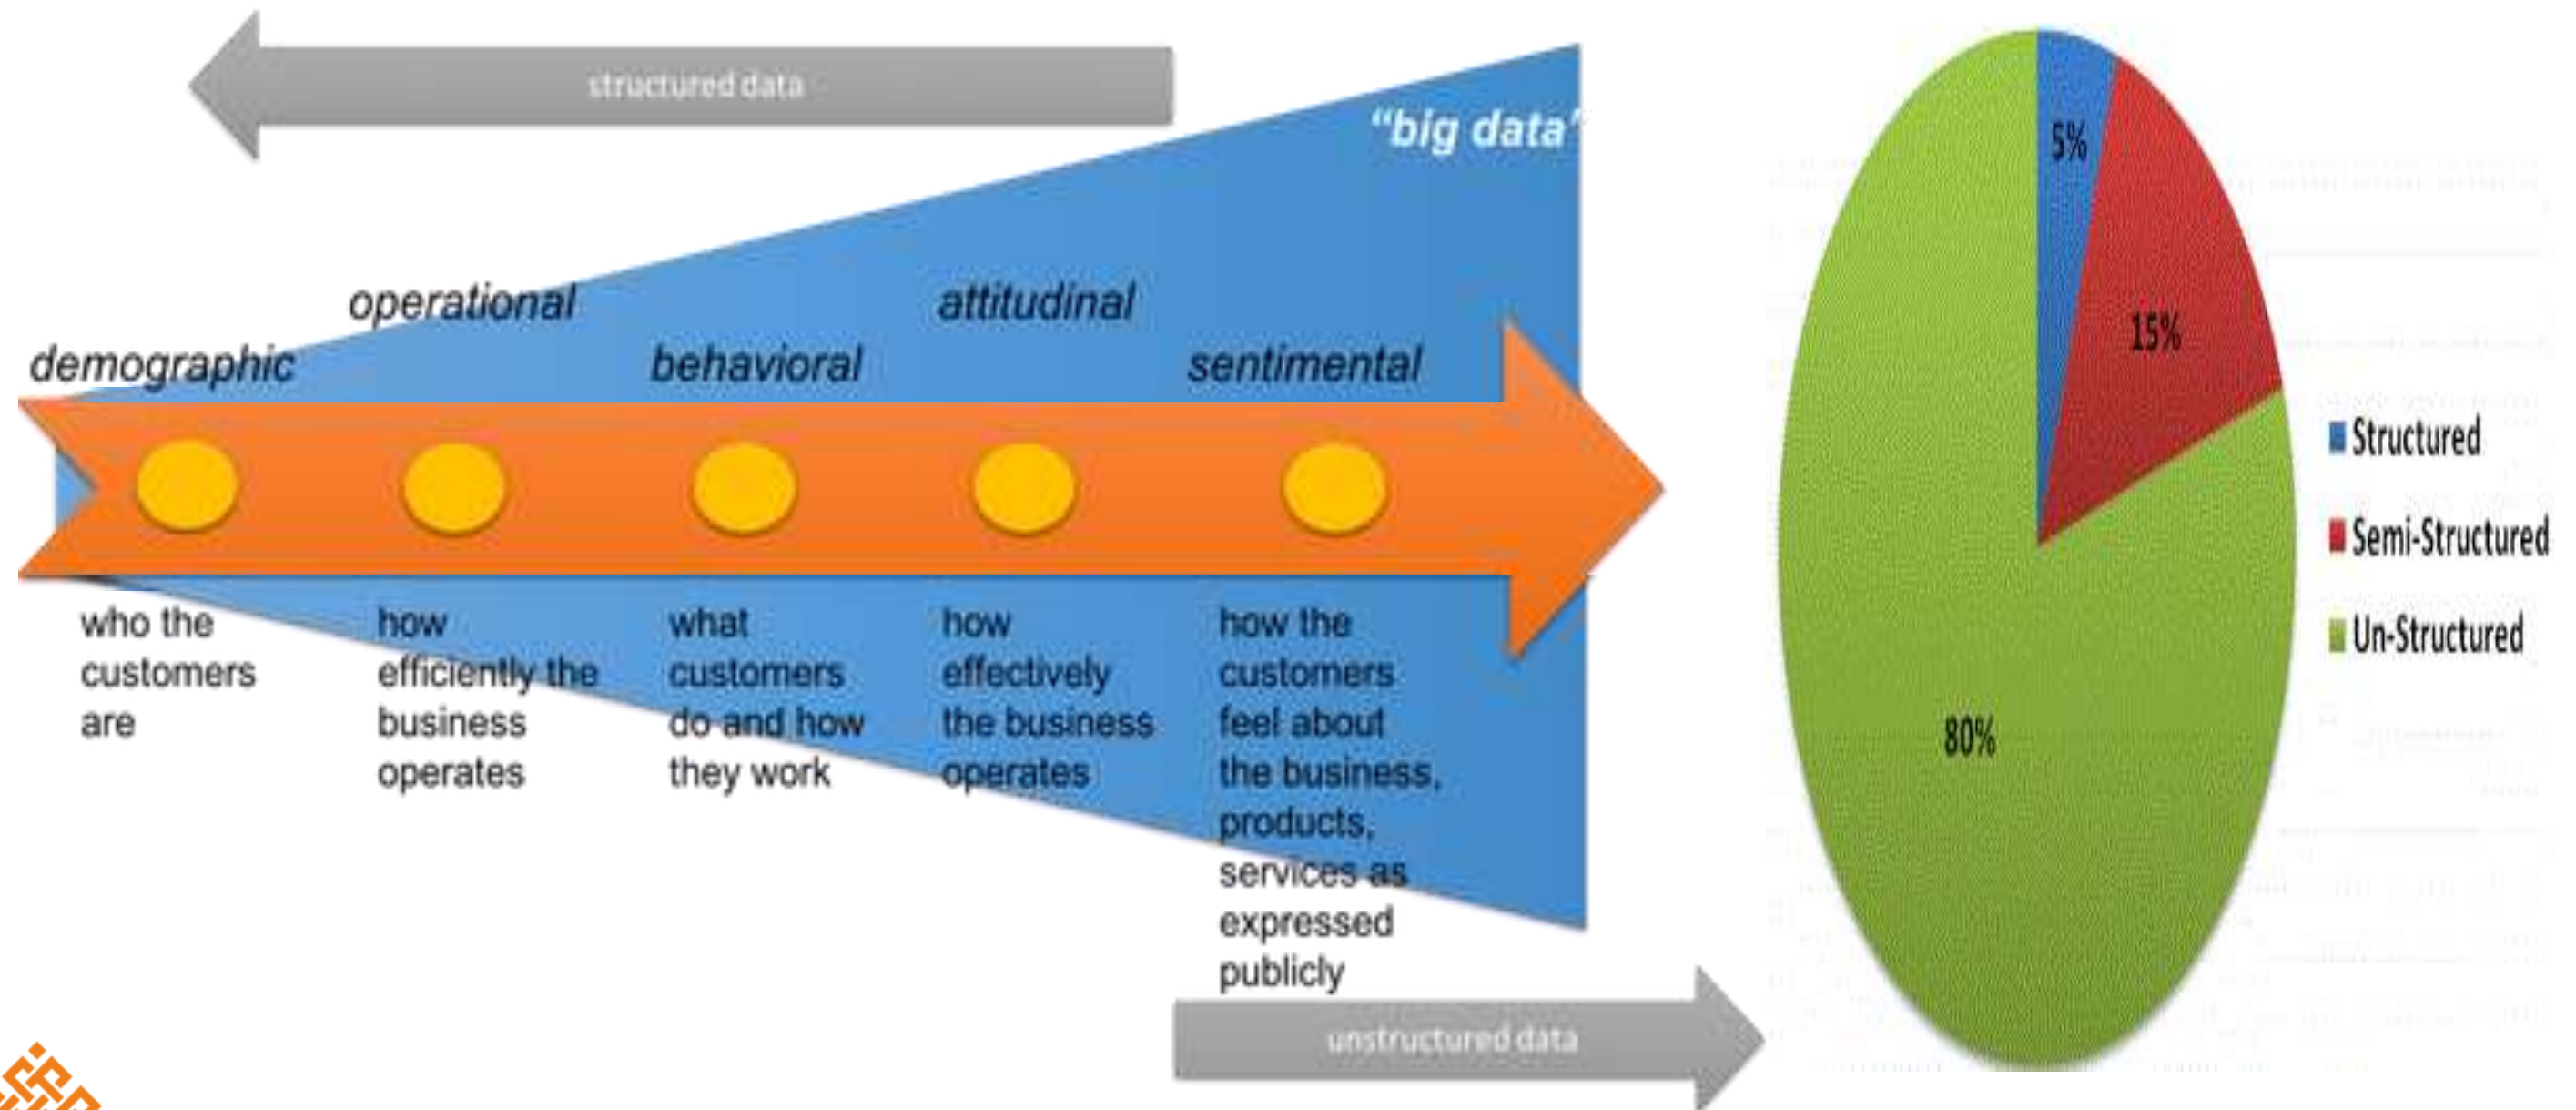 structured data
"big data"
operational
attitudinal
demographic
behavioral
sentimental
who the
customers
are
how
efficiently the
business
operates
what
customers
do and how
they work
how
effectively
the business
operates
how the
customers
feel about
the business,
products,
services as
expressed
publicly
unstructured data
5%
15%
80%
Structured
Semi-Structured
Un-Structured